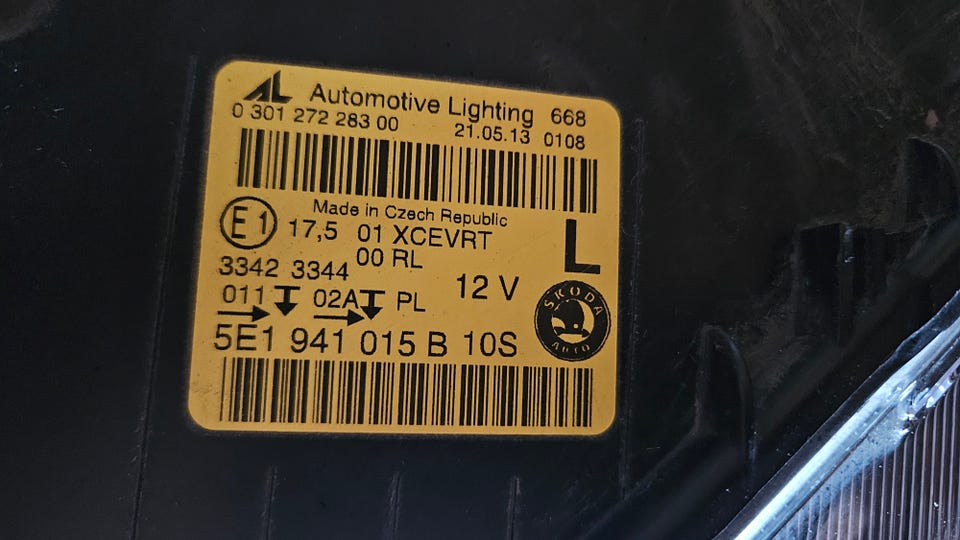 AL Automotive Lighting 668
0 301 272 283 00 21.05.13 0108
Made in Czech Republic
E1 17,5 01 XCEVRT L
00 RL
3342 3344 12 V
011 02A PL
ŠKODA AUTO
5E1 941 015 B 10S